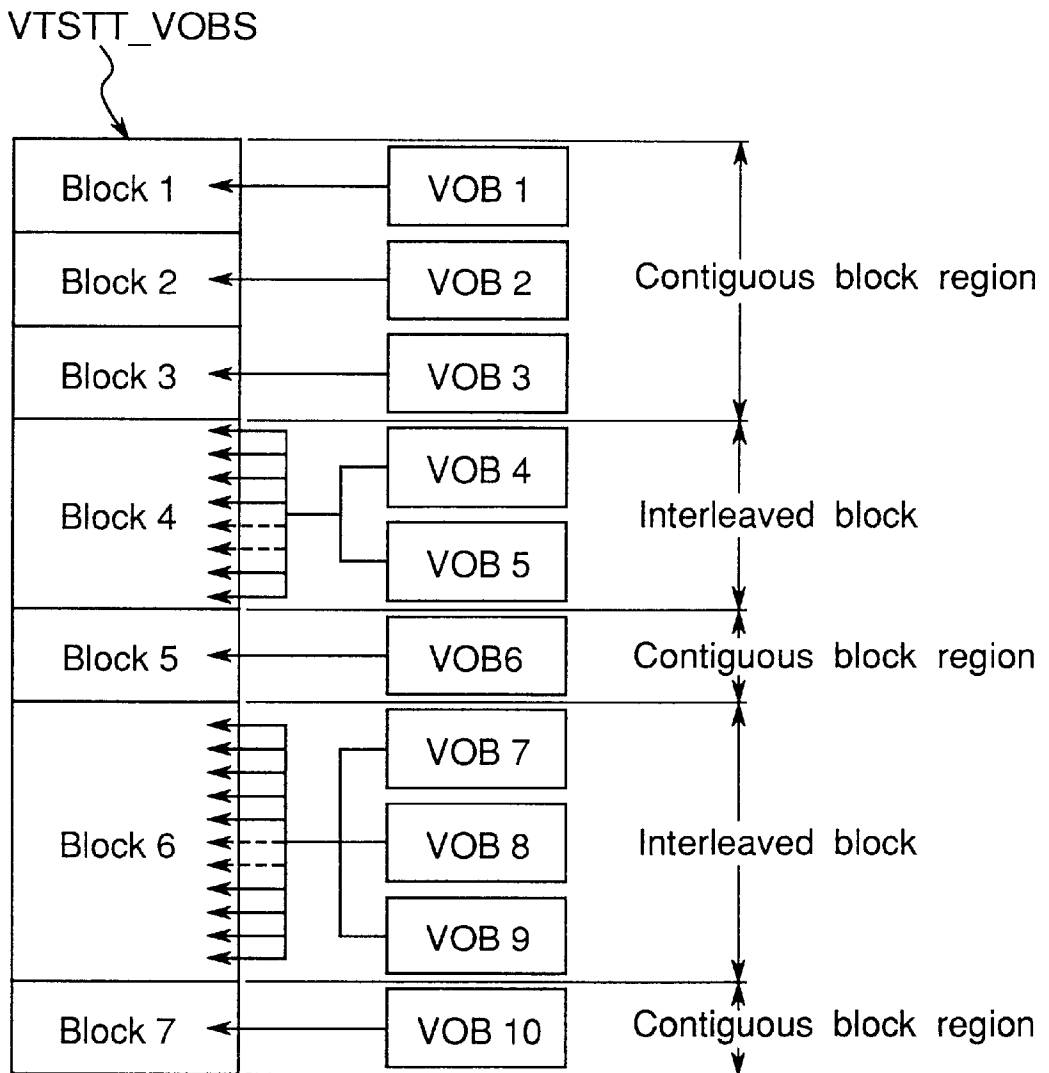 VTSTT_VOBS
Block 1
VOB 1
Block 2
VOB 2
Contiguous block region
Block 3
VOB 3
Block 4
VOB 4
Interleaved block
VOB 5
Block 5
VOB6
Contiguous block region
VOB 7
Block 6
VOB 8
Interleaved block
VOB 9
Block 7
VOB 10
Contiguous block region